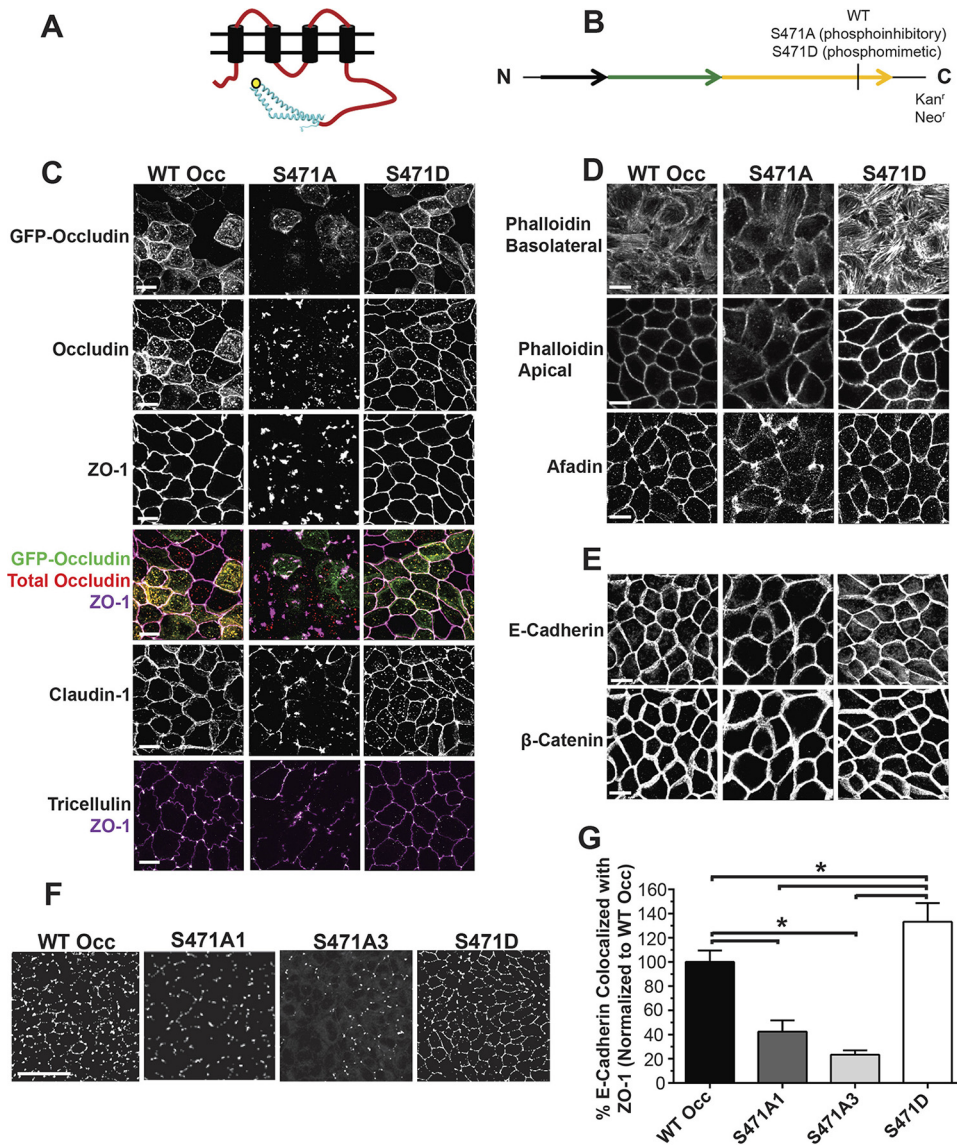 A
B
WT
S471A (phosphoinhibitory)
S471D (phosphomimetic)
N
C
Kanʳ
Neoʳ
C
WT Occ
S471A
S471D
GFP-Occludin
Occludin
ZO-1
GFP-Occludin
Total Occludin
ZO-1
Claudin-1
Tricellulin
ZO-1
D
WT Occ
S471A
S471D
Phalloidin
Basolateral
Phalloidin
Apical
Afadin
E
E-Cadherin
β-Catenin
F
WT Occ
S471A1
S471A3
S471D
G
% E-Cadherin Colocalized with
ZO-1 (Normalized to WT Occ)
160
140
120
100
80
60
40
20
0
*
*
WT Occ
S471A1
S471A3
S471D